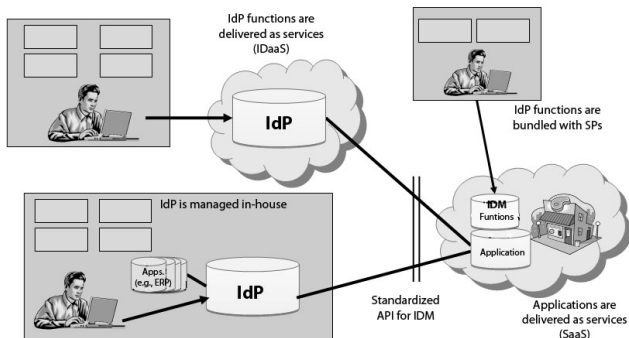 IdP functions are
delivered as services
(IDaaS)
IdP
IdP functions are
bundled with SPs
IDM
Funtions
Application
Applications are
delivered as services
(SaaS)
Standardized
API for IDM
IdP is managed in-house
Apps.
(e.g., ERP)
IdP